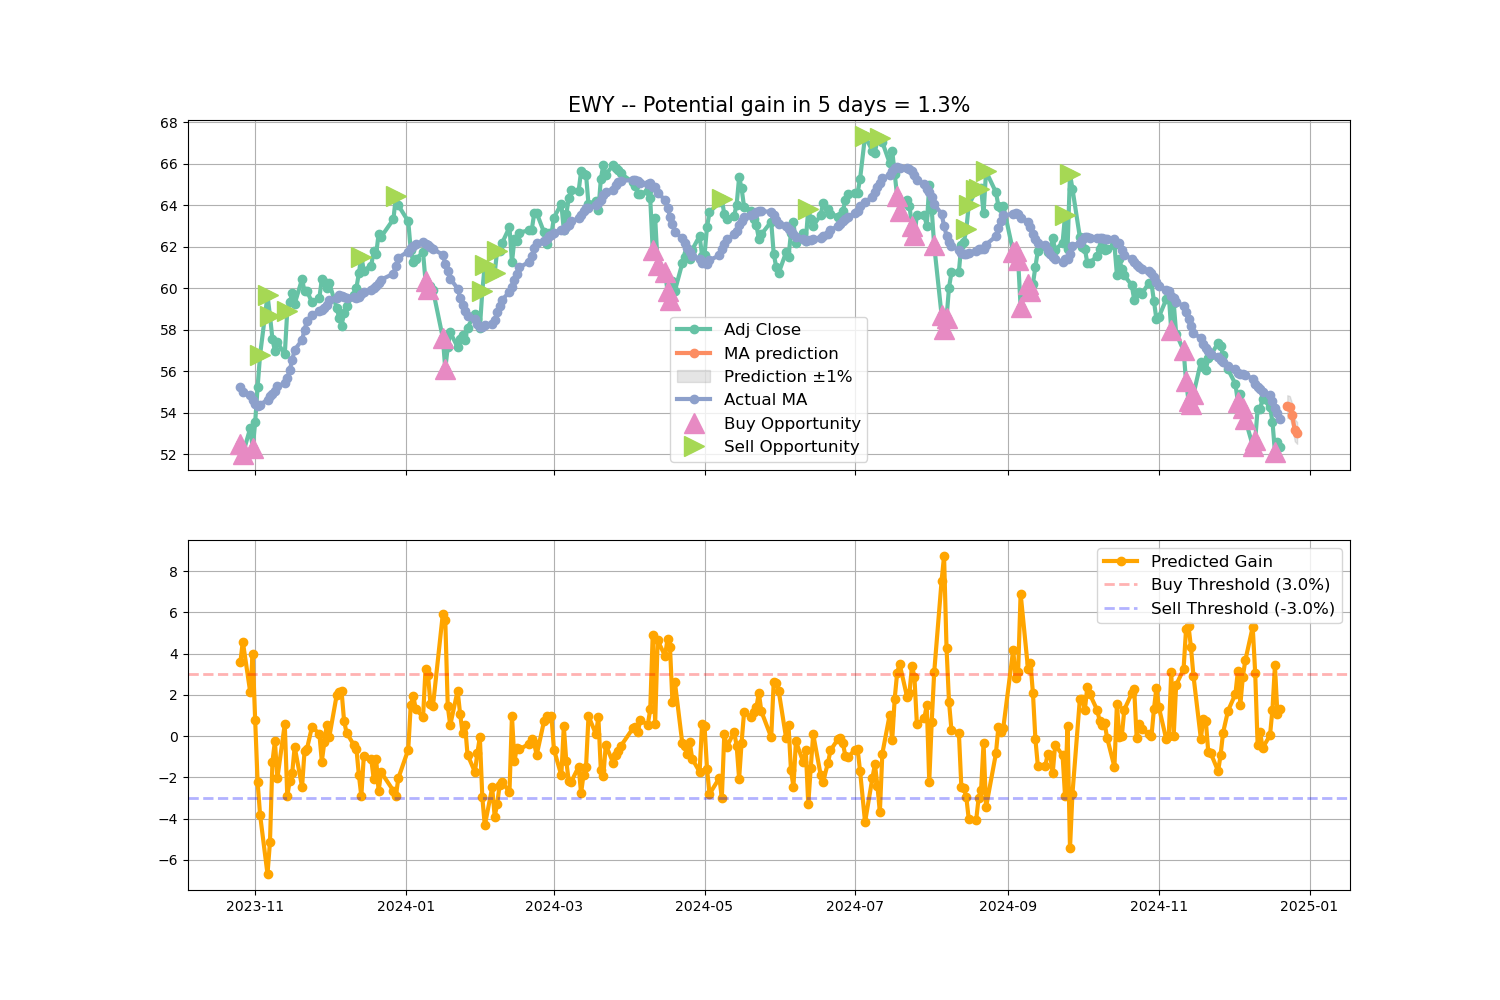 EWY -- Potential gain in 5 days = 1.3%
68
66
64
62
60
58
56
54
52
Adj Close
MA prediction
Prediction ±1%
Actual MA
Buy Opportunity
Sell Opportunity
8
6
4
2
0
−2
−4
−6
Predicted Gain
Buy Threshold (3.0%)
Sell Threshold (-3.0%)
2023-11
2024-01
2024-03
2024-05
2024-07
2024-09
2024-11
2025-01